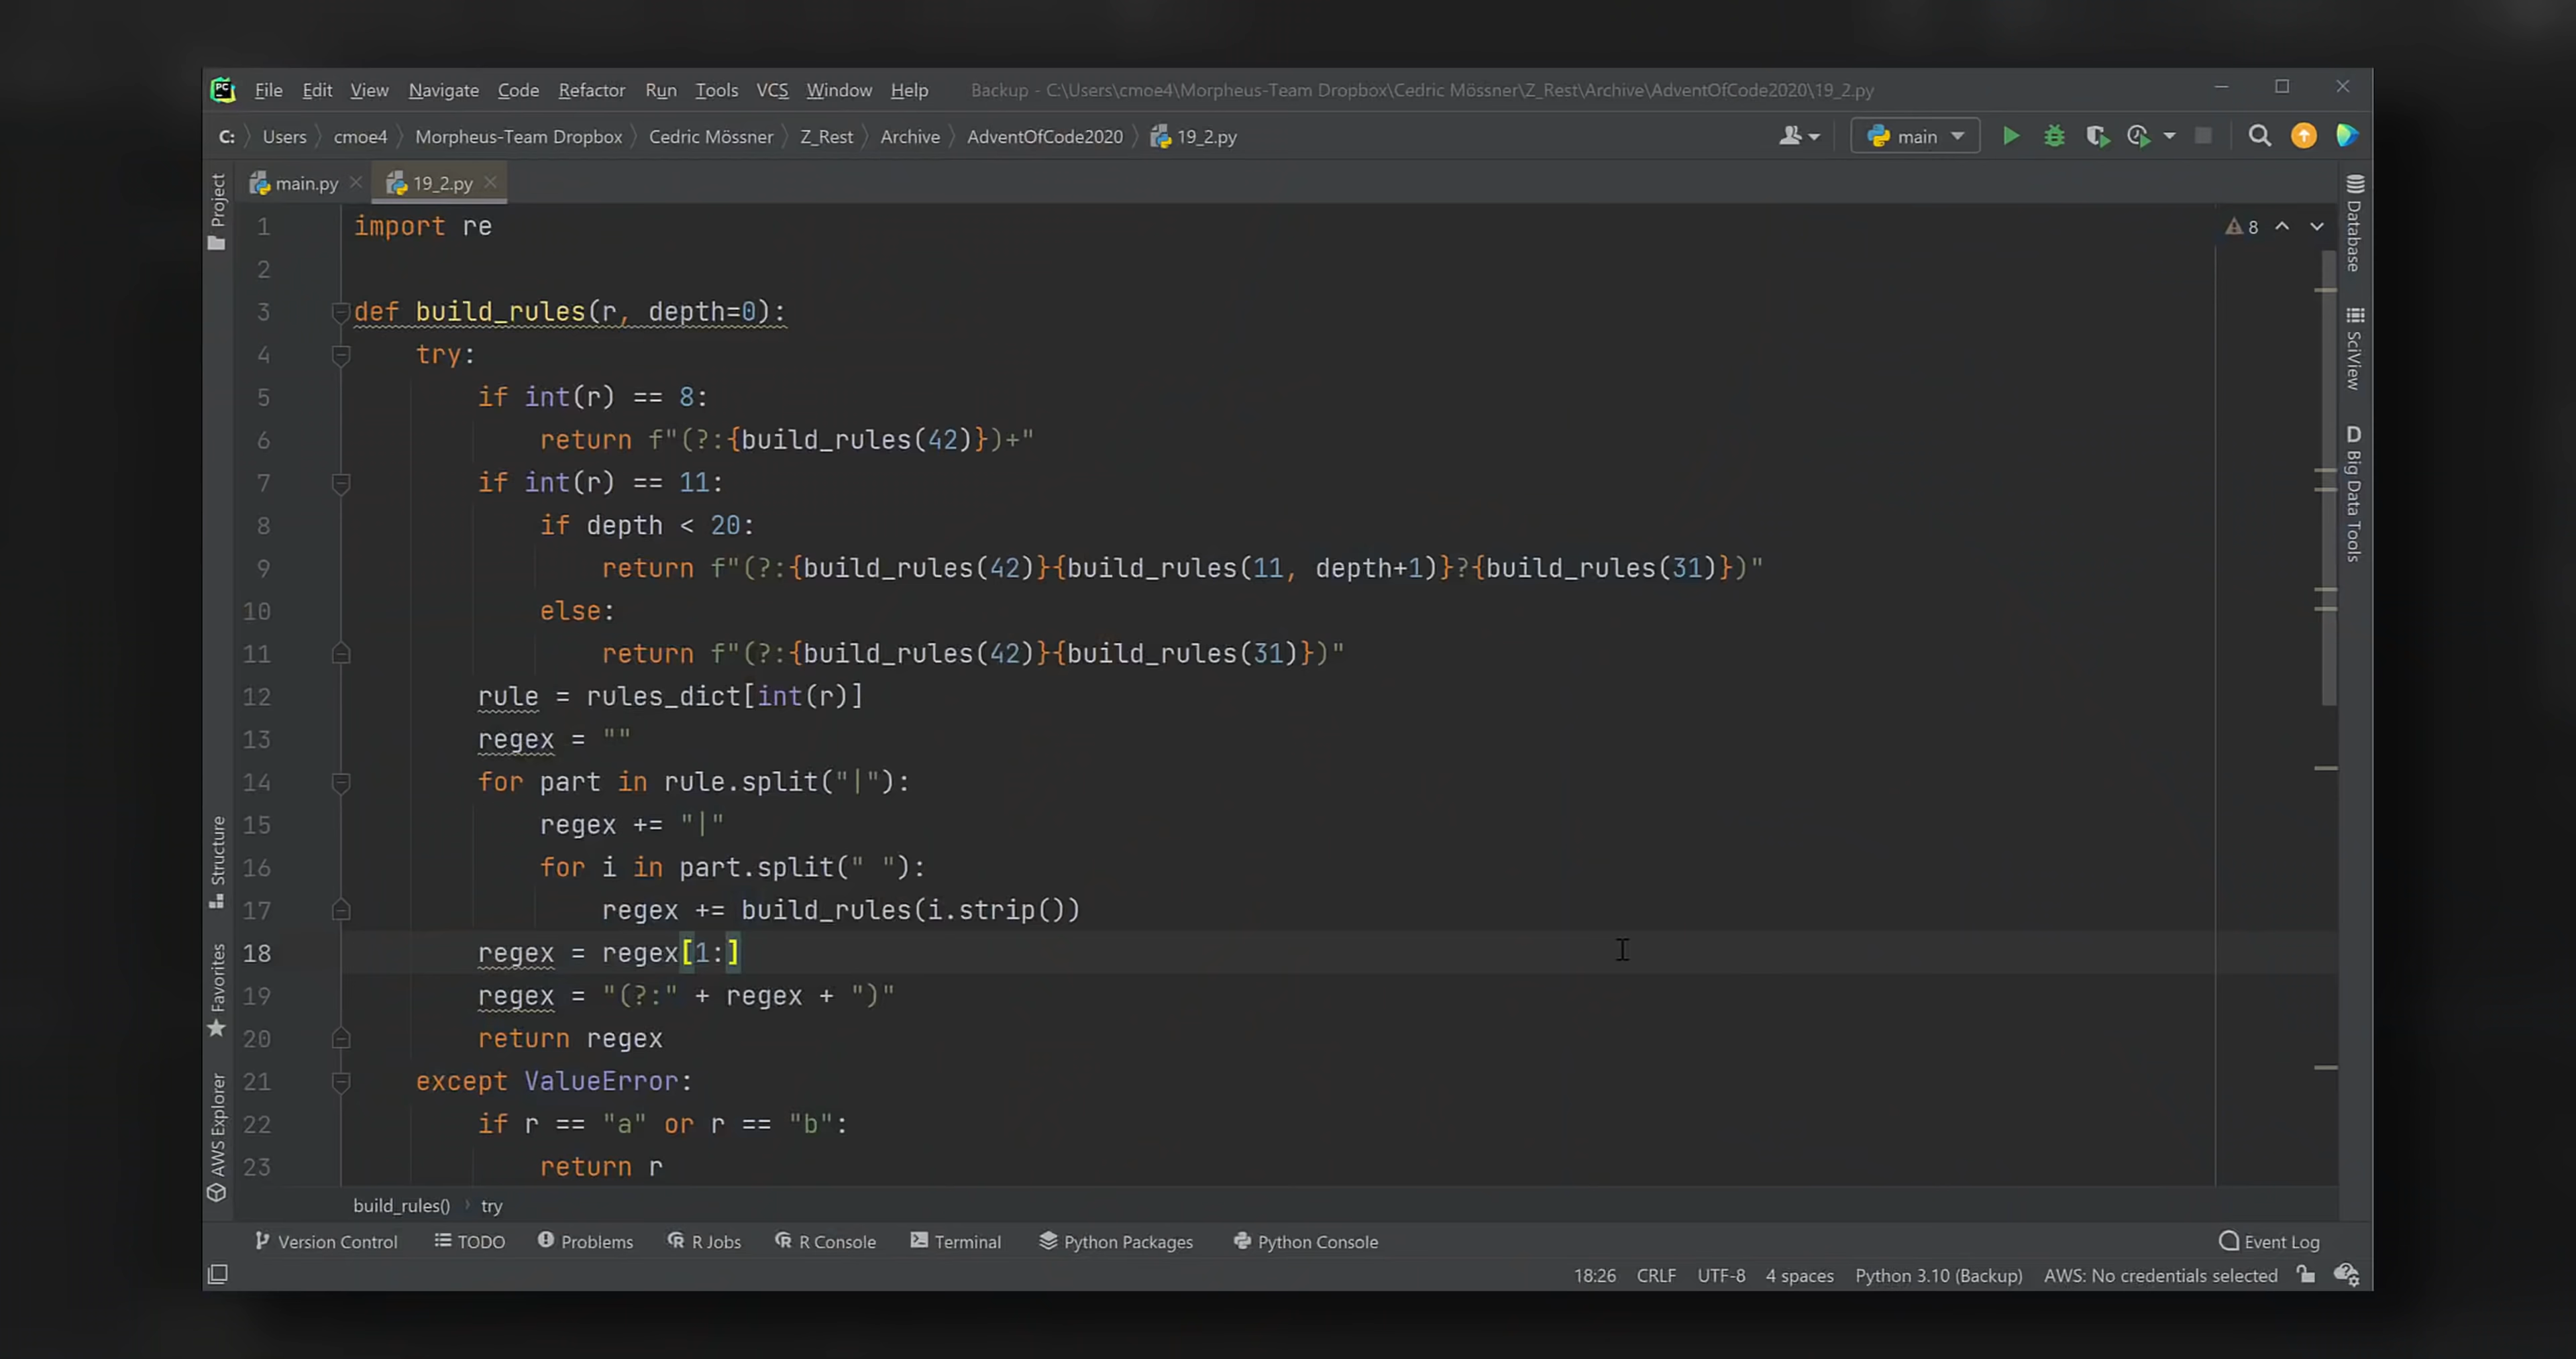 File Edit View Navigate Code Refactor Run Tools VCS Window Help Backup - C:\Users\cmoe4\Morpheus-Team Dropbox\Cedric Mössner\Z_Rest\Archive\AdventOfCode2020\19_2.py
C: Users cmoe4 Morpheus-Team Dropbox Cedric Mössner Z_Rest Archive AdventOfCode2020 19_2.py main
main.py 19_2.py
Project
Structure
Favorites
AWS Explorer
1 import re
2
3 def build_rules(r, depth=0):
4 try:
5 if int(r) == 8:
6 return f"(?:{build_rules(42)})+"
7 if int(r) == 11:
8 if depth < 20:
9 return f"(?:{build_rules(42)}{build_rules(11, depth+1)}?{build_rules(31)})"
10 else:
11 return f"(?:{build_rules(42)}{build_rules(31)})"
12 rule = rules_dict[int(r)]
13 regex = ""
14 for part in rule.split("|"):
15 regex += "|"
16 for i in part.split(" "):
17 regex += build_rules(i.strip())
18 regex = regex[1:]
19 regex = "(?:" + regex + ")"
20 return regex
21 except ValueError:
22 if r == "a" or r == "b":
23 return r
8
Database
SciView
D Big Data Tools
build_rules() try
Version Control TODO Problems R Jobs R Console Terminal Python Packages Python Console Event Log
18:26 CRLF UTF-8 4 spaces Python 3.10 (Backup) AWS: No credentials selected